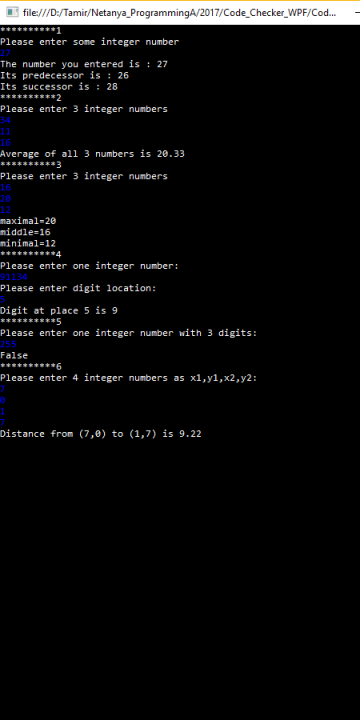 file:///D:/Tamir/Netanya_ProgrammingA/2017/Code_Checker_WPF/Cod...
**********1
Please enter some integer number
27
The number you entered is : 27
Its predecessor is : 26
Its successor is : 28
**********2
Please enter 3 integer numbers
34
11
16
Average of all 3 numbers is 20.33
**********3
Please enter 3 integer numbers
16
20
12
maximal=20
middle=16
minimal=12
**********4
Please enter one integer number:
Please enter digit location:
5
Digit at place 5 is 9
**********5
Please enter one integer number with 3 digits:
255
False
**********6
Please enter 4 integer numbers as x1,y1,x2,y2:
7
0
1
7
Distance from (7,0) to (1,7) is 9.22